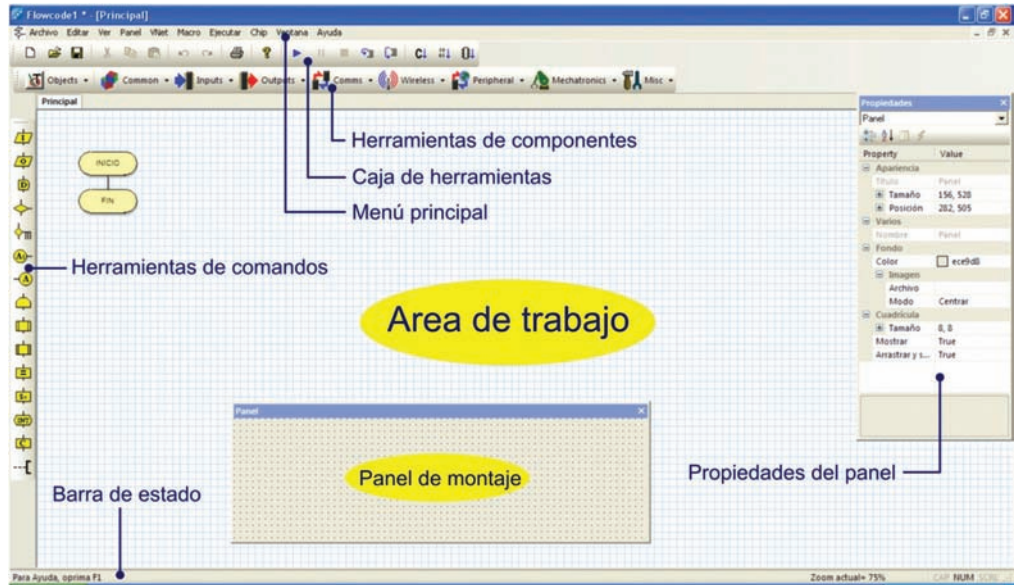 Flowcode1 * - [Principal]
Archivo Editar Ver Panel VNet Macro Ejecutar Chip Ventana Ayuda
Objects Common Inputs Outputs Comms Wireless Peripheral Mechatronics Misc
Principal
INICIO
FIN
Herramientas de componentes
Caja de herramientas
Menú principal
Herramientas de comandos
Area de trabajo
Propiedades
Panel
Property Value
Apariencia
Título Panel
Tamaño 156, 528
Posición 282, 505
Varios
Nombre Panel
Fondo
Color ece9d8
Imagen
Archivo
Modo Centrar
Cuadrícula
Tamaño 8, 8
Mostrar True
Arrastrar y s... True
Panel
Panel de montaje
Propiedades del panel
Barra de estado
Para Ayuda, oprima F1
Zoom actual= 75% CAP NUM SCRL